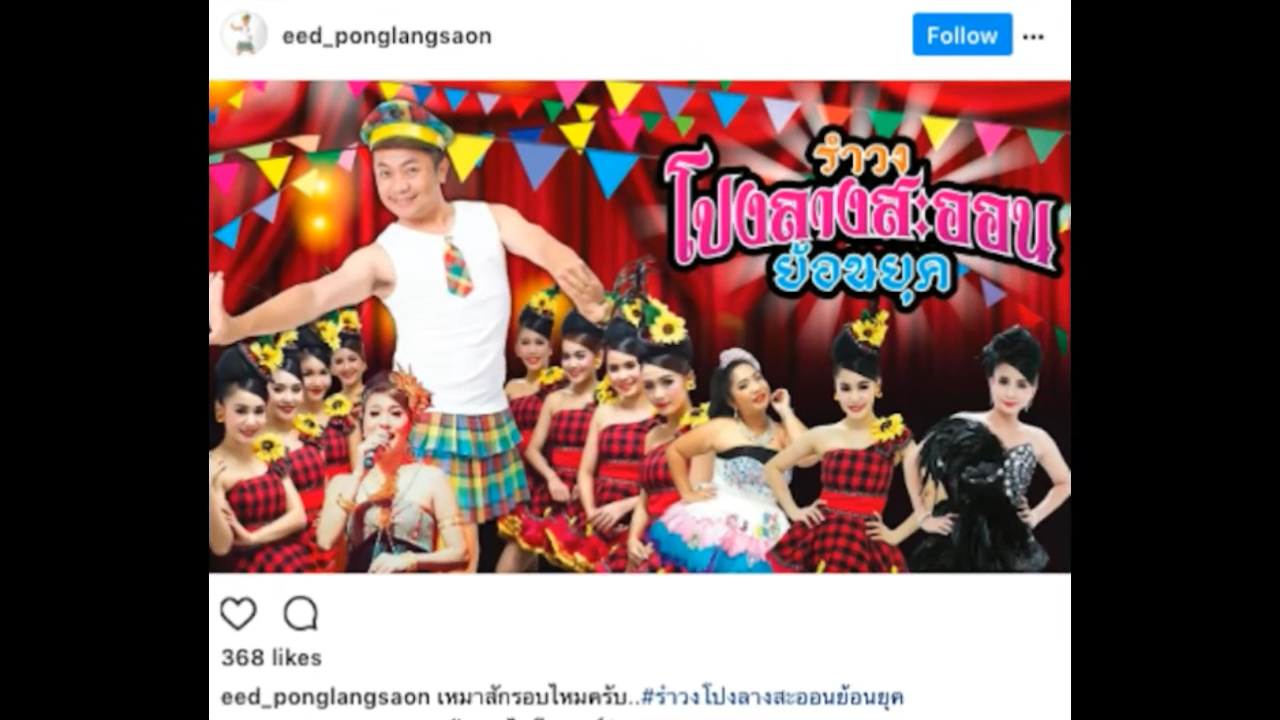 eed_ponglangsaon
Follow
รำวง
โปงลางสะออน
ย้อนยุค
368 likes
eed_ponglangsaon เหมาสักรอบไหมครับ..#รำวงโปงลางสะออนย้อนยุค